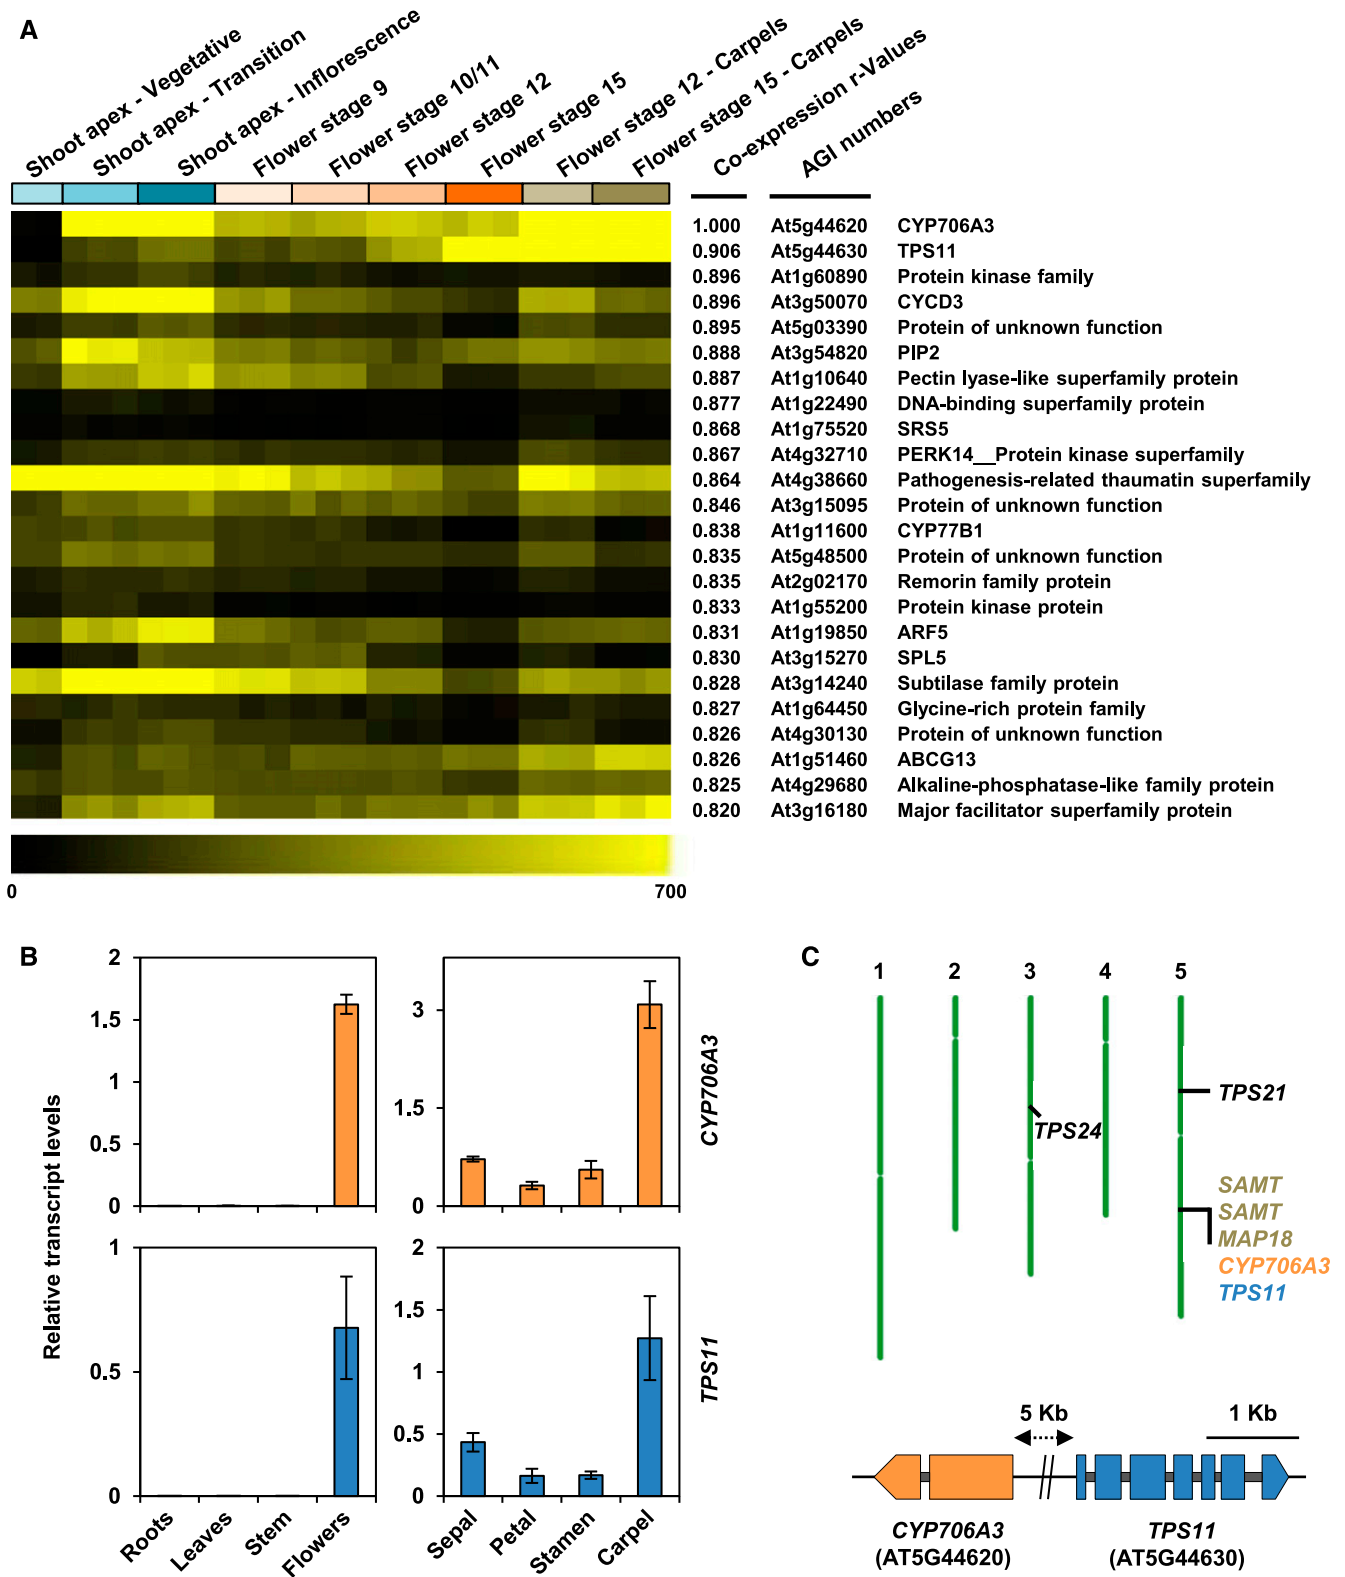 A
Shoot apex - Vegetative
Shoot apex - Transition
Shoot apex - Inflorescence
Flower stage 9
Flower stage 10/11
Flower stage 12
Flower stage 15
Flower stage 12 - Carpels
Flower stage 15 - Carpels
Co-expression r-Values
AGI numbers
1.000 At5g44620 CYP706A3
0.906 At5g44630 TPS11
0.896 At1g60890 Protein kinase family
0.896 At3g50070 CYCD3
0.895 At5g03390 Protein of unknown function
0.888 At3g54820 PIP2
0.887 At1g10640 Pectin lyase-like superfamily protein
0.877 At1g22490 DNA-binding superfamily protein
0.868 At1g75520 SRS5
0.867 At4g32710 PERK14__Protein kinase superfamily
0.864 At4g38660 Pathogenesis-related thaumatin superfamily
0.846 At3g15095 Protein of unknown function
0.838 At1g11600 CYP77B1
0.835 At5g48500 Protein of unknown function
0.835 At2g02170 Remorin family protein
0.833 At1g55200 Protein kinase protein
0.831 At1g19850 ARF5
0.830 At3g15270 SPL5
0.828 At3g14240 Subtilase family protein
0.827 At1g64450 Glycine-rich protein family
0.826 At4g30130 Protein of unknown function
0.826 At1g51460 ABCG13
0.825 At4g29680 Alkaline-phosphatase-like family protein
0.820 At3g16180 Major facilitator superfamily protein
0 700
B
Relative transcript levels
2
1.5
1
0.5
0
3
1.5
0
CYP706A3
1
0.5
0
2
1.5
1
0.5
0
TPS11
Roots
Leaves
Stem
Flowers
Sepal
Petal
Stamen
Carpel
C
1 2 3 4 5
TPS21
TPS24
SAMT
SAMT
MAP18
CYP706A3
TPS11
5 Kb 1 Kb
CYP706A3
(AT5G44620)
TPS11
(AT5G44630)